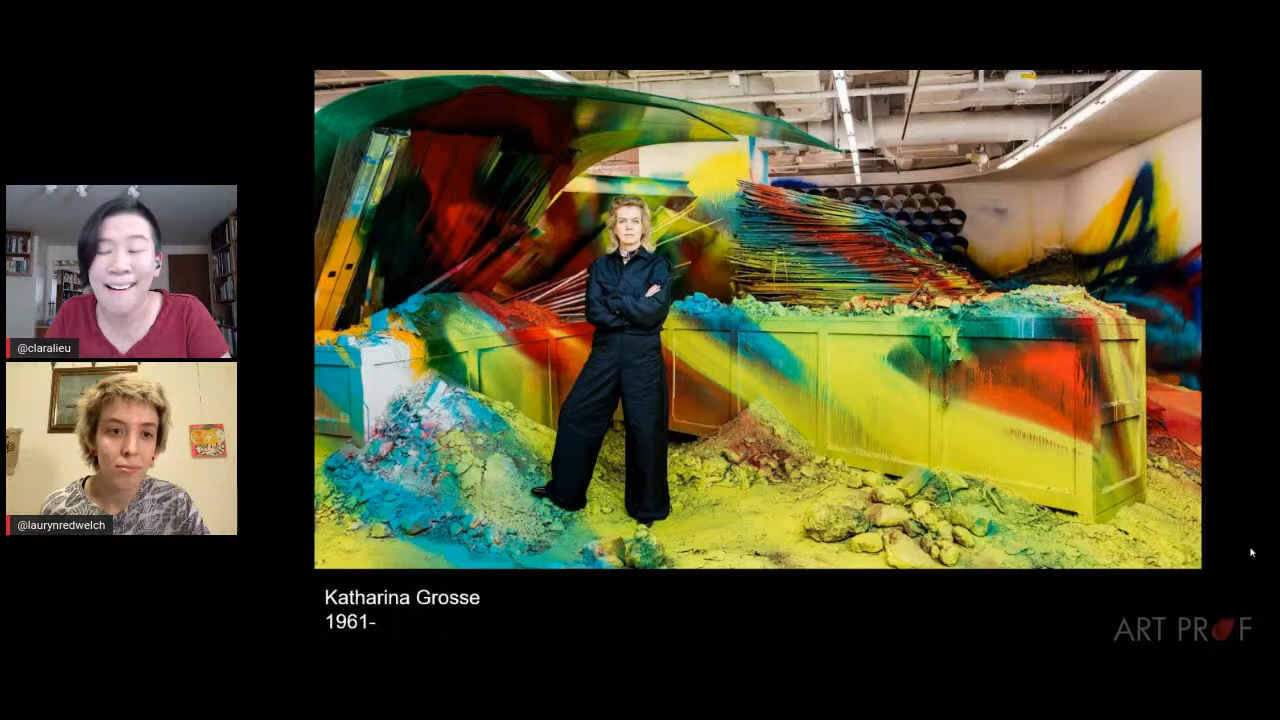 @claralieu
@laurynredwelch
Katharina Grosse
1961-
ART PROF